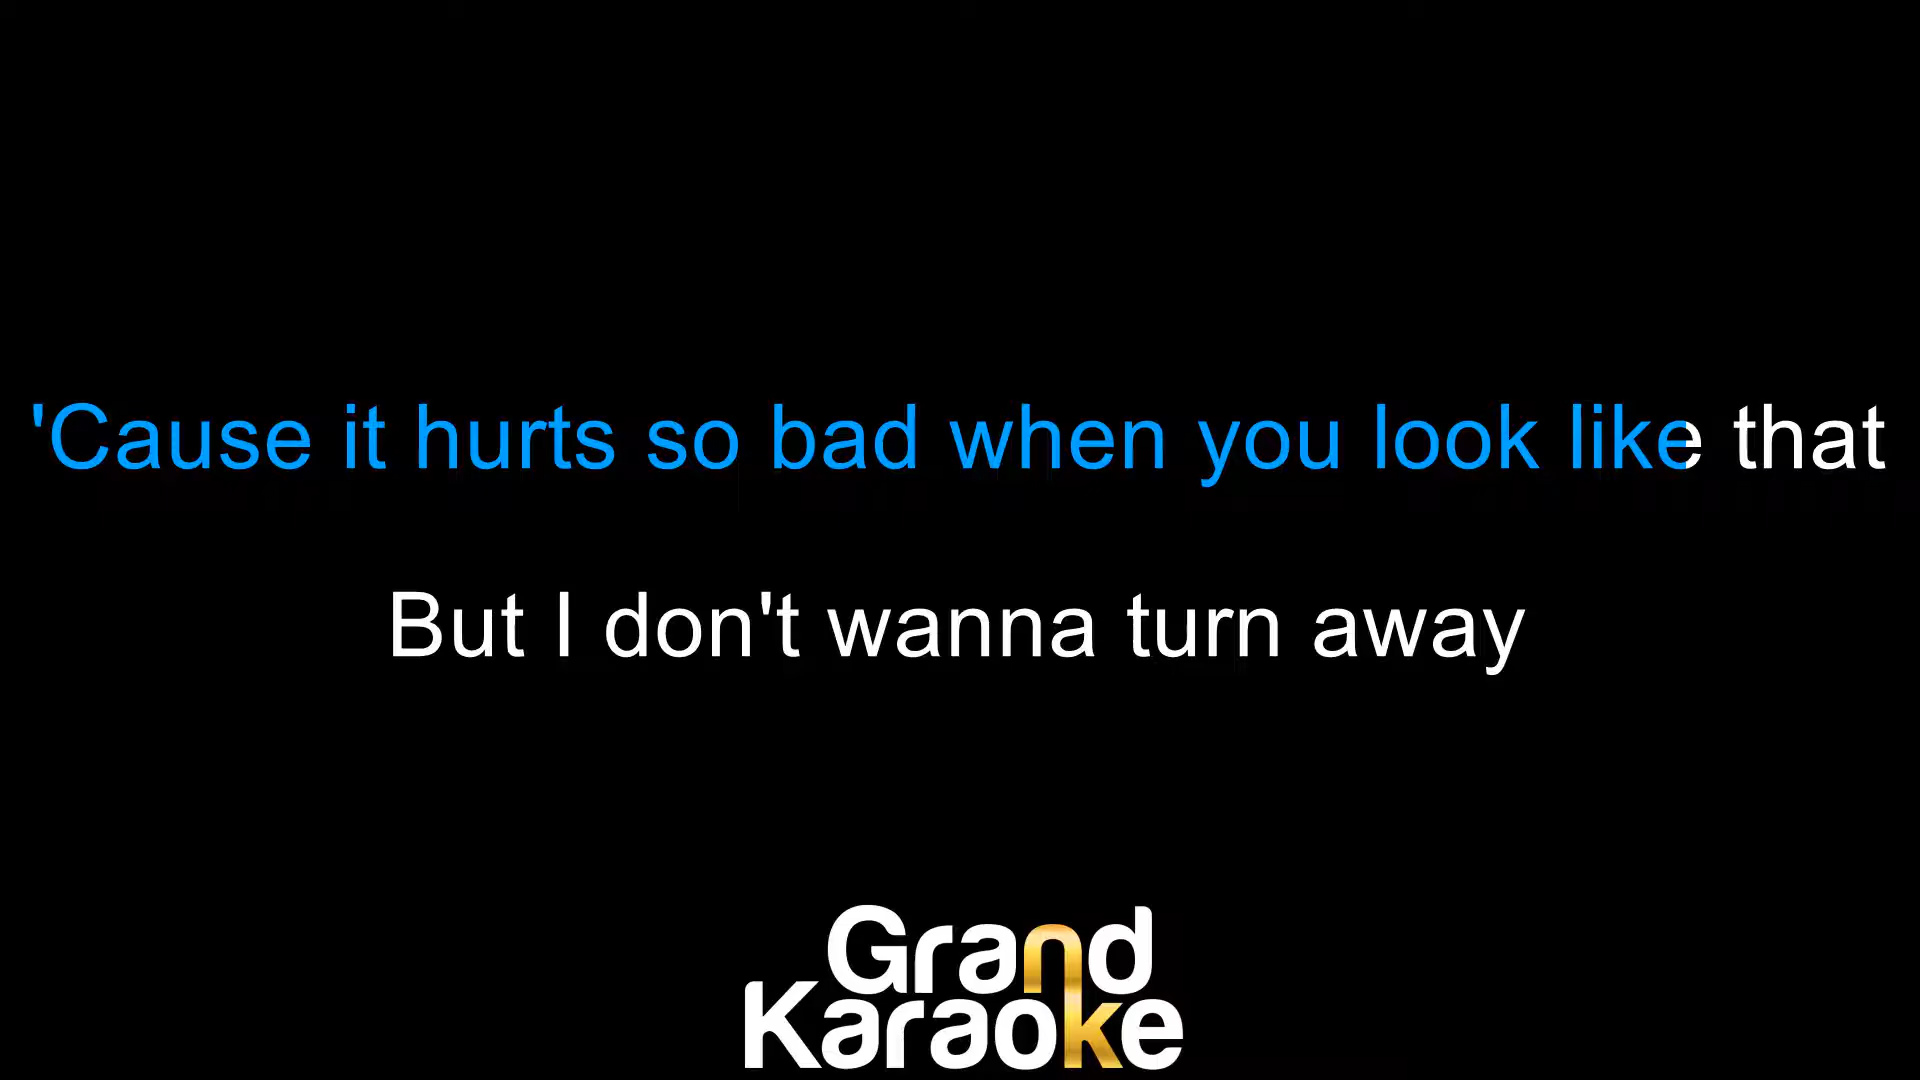 'Cause it hurts so bad when you look like that
But I don't wanna turn away
Grand
Karaoke